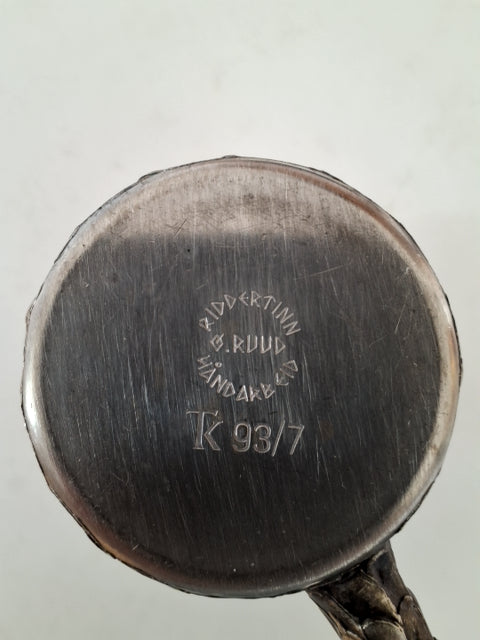 RIDDERTINN
Ø.RUUD
HÅNDARBEID
TK 93/7